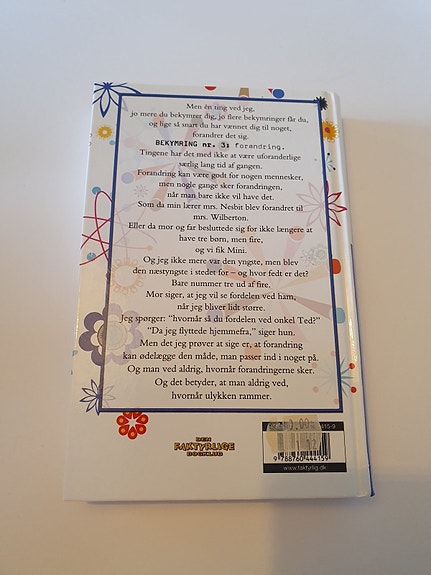 Men én ting ved jeg,
jo mere du bekymrer dig, jo flere bekymringer får du,
og lige så snart du har vænnet dig til noget,
forandrer det sig.
BEKYMRING nr. 3: forandring.
Tingene har det med ikke at være uforanderlige
særlig lang tid af gangen.
Forandring kan være godt for nogen mennesker,
men nogle gange sker forandringen,
når man bare ikke vil have det.
Som da min lærer mrs. Nesbit blev forandret til
mrs. Wilberton.
Eller da mor og far besluttede sig for ikke længere at
have tre børn, men fire,
og vi fik Mini.
Og jeg ikke mere var den yngste, men blev
den næstyngste i stedet for – og hvor fedt er det?
Bare nummer tre ud af fire.
Mor siger, at jeg vil se fordelen ved ham,
når jeg bliver lidt større.
Jeg spørger: "hvornår så du fordelen ved onkel Ted?"
"Da jeg flyttede hjemmefra," siger hun.
Men det jeg prøver at sige er, at forandring
kan ødelægge den måde, man passer ind i noget på.
Og man ved aldrig, hvornår forandringerne sker.
Og det betyder, at man aldrig ved,
hvornår ulykken rammer.
DEN
FAKTYRLIGE
BOGKLUB
415-9
9 788760 444159
www.faktyrlig.dk